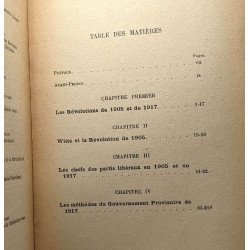 TABLE DES MATIÈRES
Pages
Préface
Avant-Propos
CHAPITRE PREMIER
Les Révolutions de 1905 et de 1917. 1-17
CHAPITRE II
Witte et la Révolution de 1905.
CHAPITRE III
Les chefs des partis libéraux en 1905 et en
1917.
CHAPITRE IV
Les méthodes du Gouvernement Provisoire de
1917.